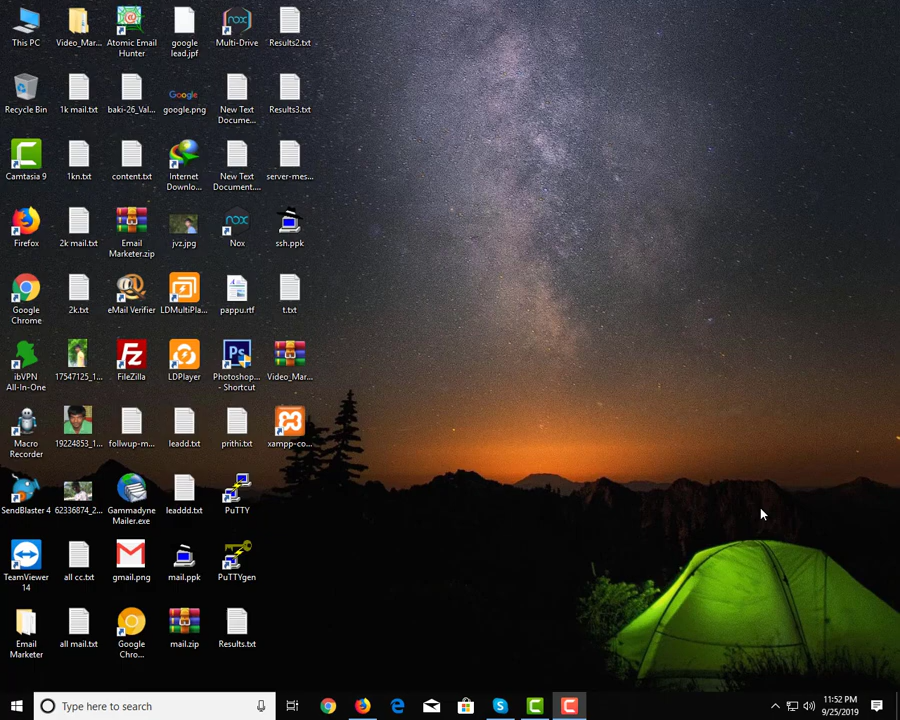 This PC
Video_Mar...
Atomic Email
Hunter
google
lead.jpf
nox
Multi-Drive
Results2.txt
Recycle Bin
1k mail.txt
baki-26_Val...
Google
google.png
New Text
Docume...
Results3.txt
Camtasia 9
1kn.txt
content.txt
Internet
Downlo...
New Text
Document....
server-mes...
Firefox
2k mail.txt
Email
Marketer.zip
jvz.jpg
nox
Nox
ssh.ppk
Google
Chrome
2k.txt
eMail Verifier
LDMultiPla...
pappu.rtf
t.txt
ibVPN
All-In-One
17547125_1...
FileZilla
LDPlayer
Ps
Photoshop...
- Shortcut
Video_Mar...
Macro
Recorder
19224853_1...
follwup-m...
leadd.txt
prithi.txt
xampp-co...
SendBlaster 4
62336874_2...
Gammadyne
Mailer.exe
leaddd.txt
PuTTY
TeamViewer
14
all cc.txt
gmail.png
mail.ppk
PuTTYgen
Email
Marketer
all mail.txt
Google
Chro...
mail.zip
Results.txt
Type here to search
11:52 PM
9/25/2019